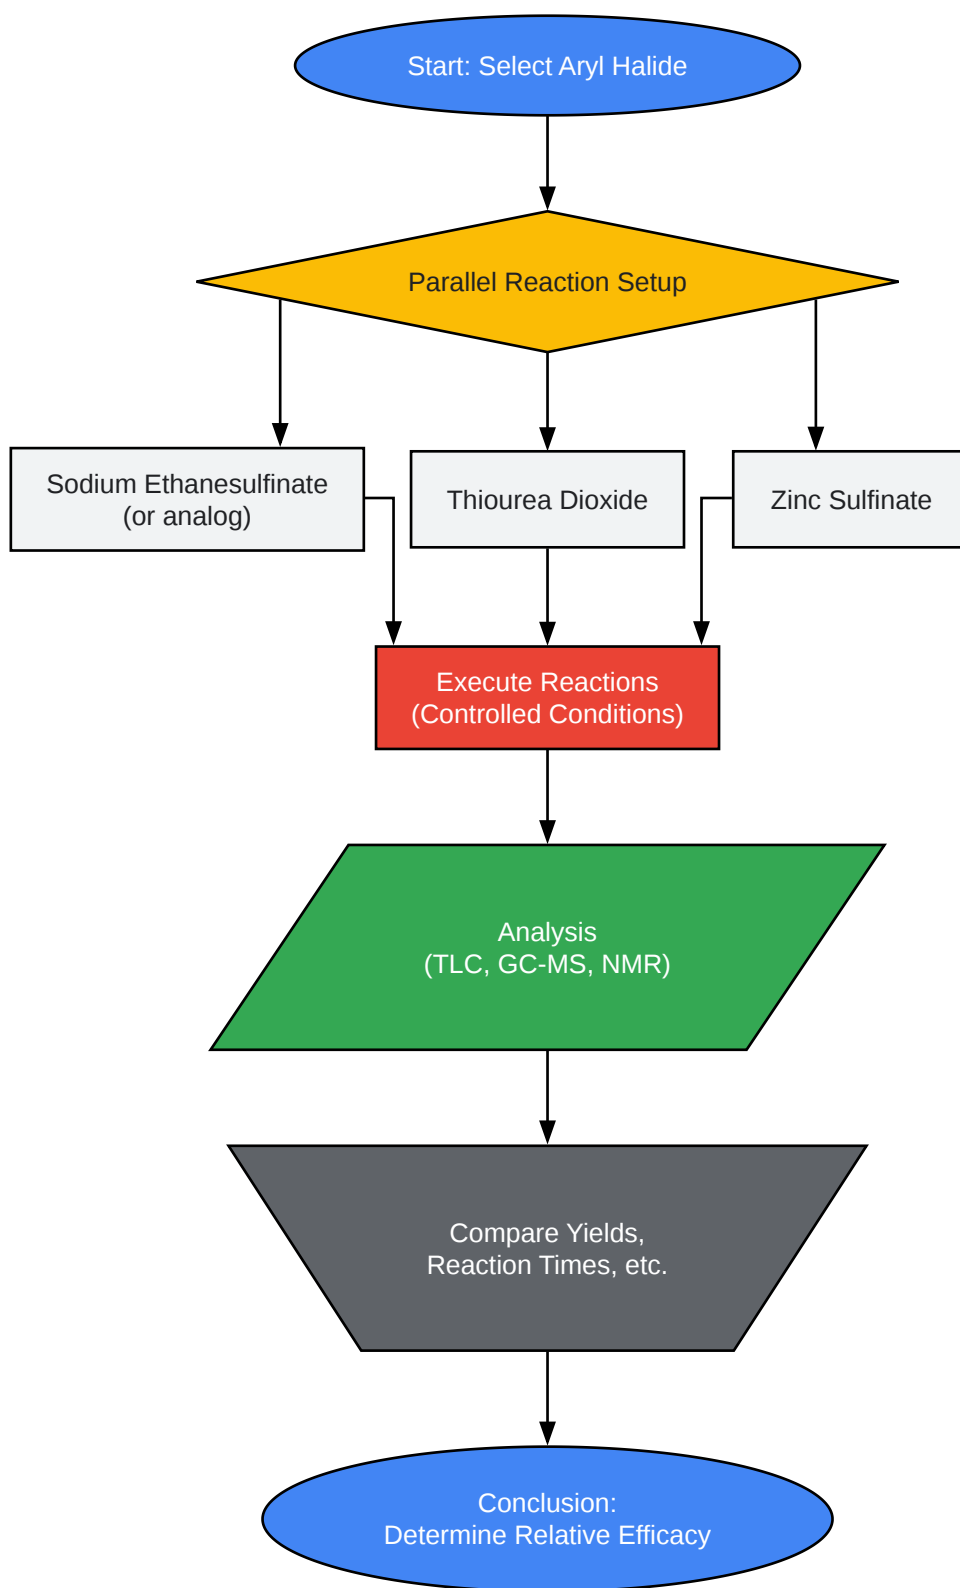 Start: Select Aryl Halide
Parallel Reaction Setup
Sodium Ethanesulfinate
(or analog)
Thiourea Dioxide
Zinc Sulfinate
Execute Reactions
(Controlled Conditions)
Analysis
(TLC, GC-MS, NMR)
Compare Yields,
Reaction Times, etc.
Conclusion:
Determine Relative Efficacy